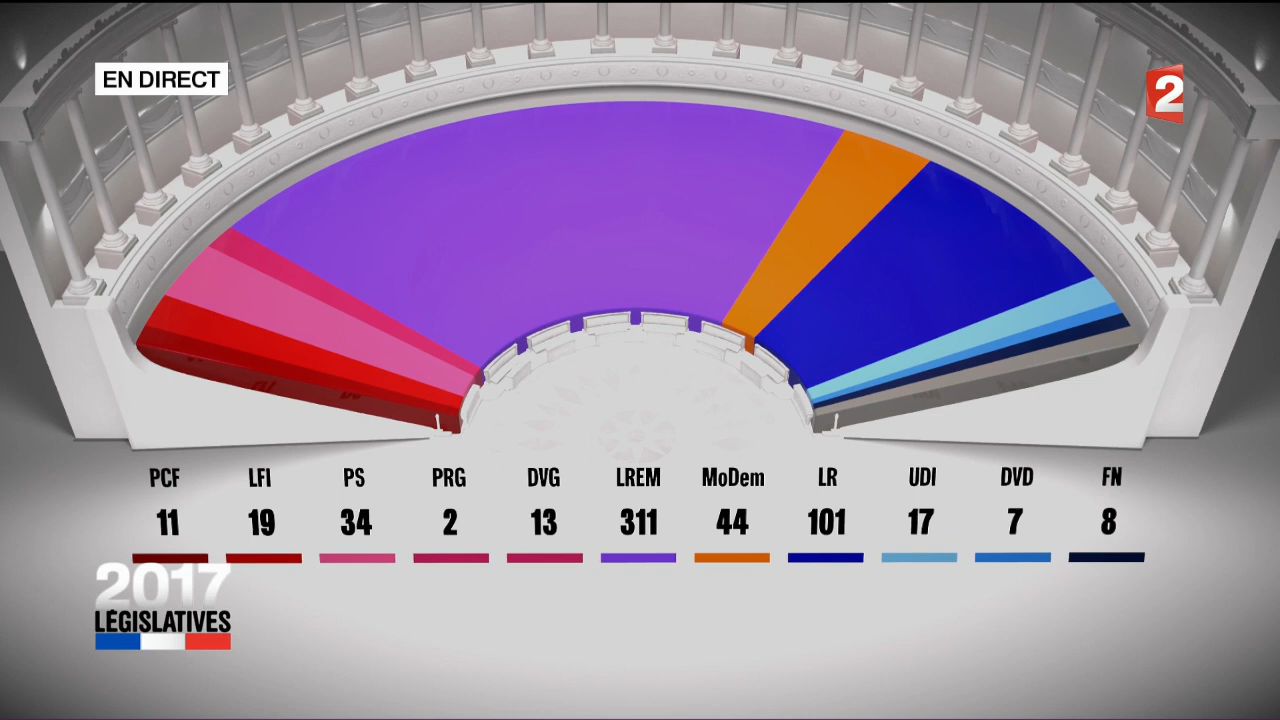 EN DIRECT
2
PCF LFI PS PRG DVG LREM MoDem LR UDI DVD FN
11 19 34 2 13 311 44 101 17 7 8
2017
LÉGISLATIVES